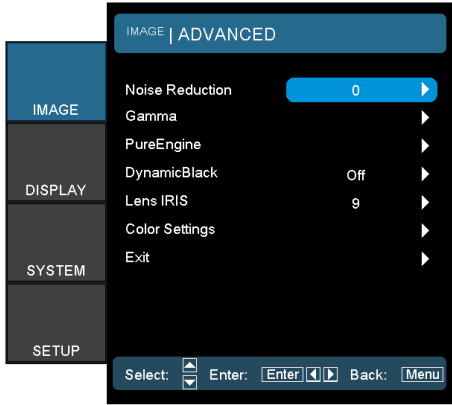 IMAGE | ADVANCED
Noise Reduction 0
Gamma
PureEngine
DynamicBlack Off
Lens IRIS 9
Color Settings
Exit
IMAGE
DISPLAY
SYSTEM
SETUP
Select: Enter: Enter Back: Menu